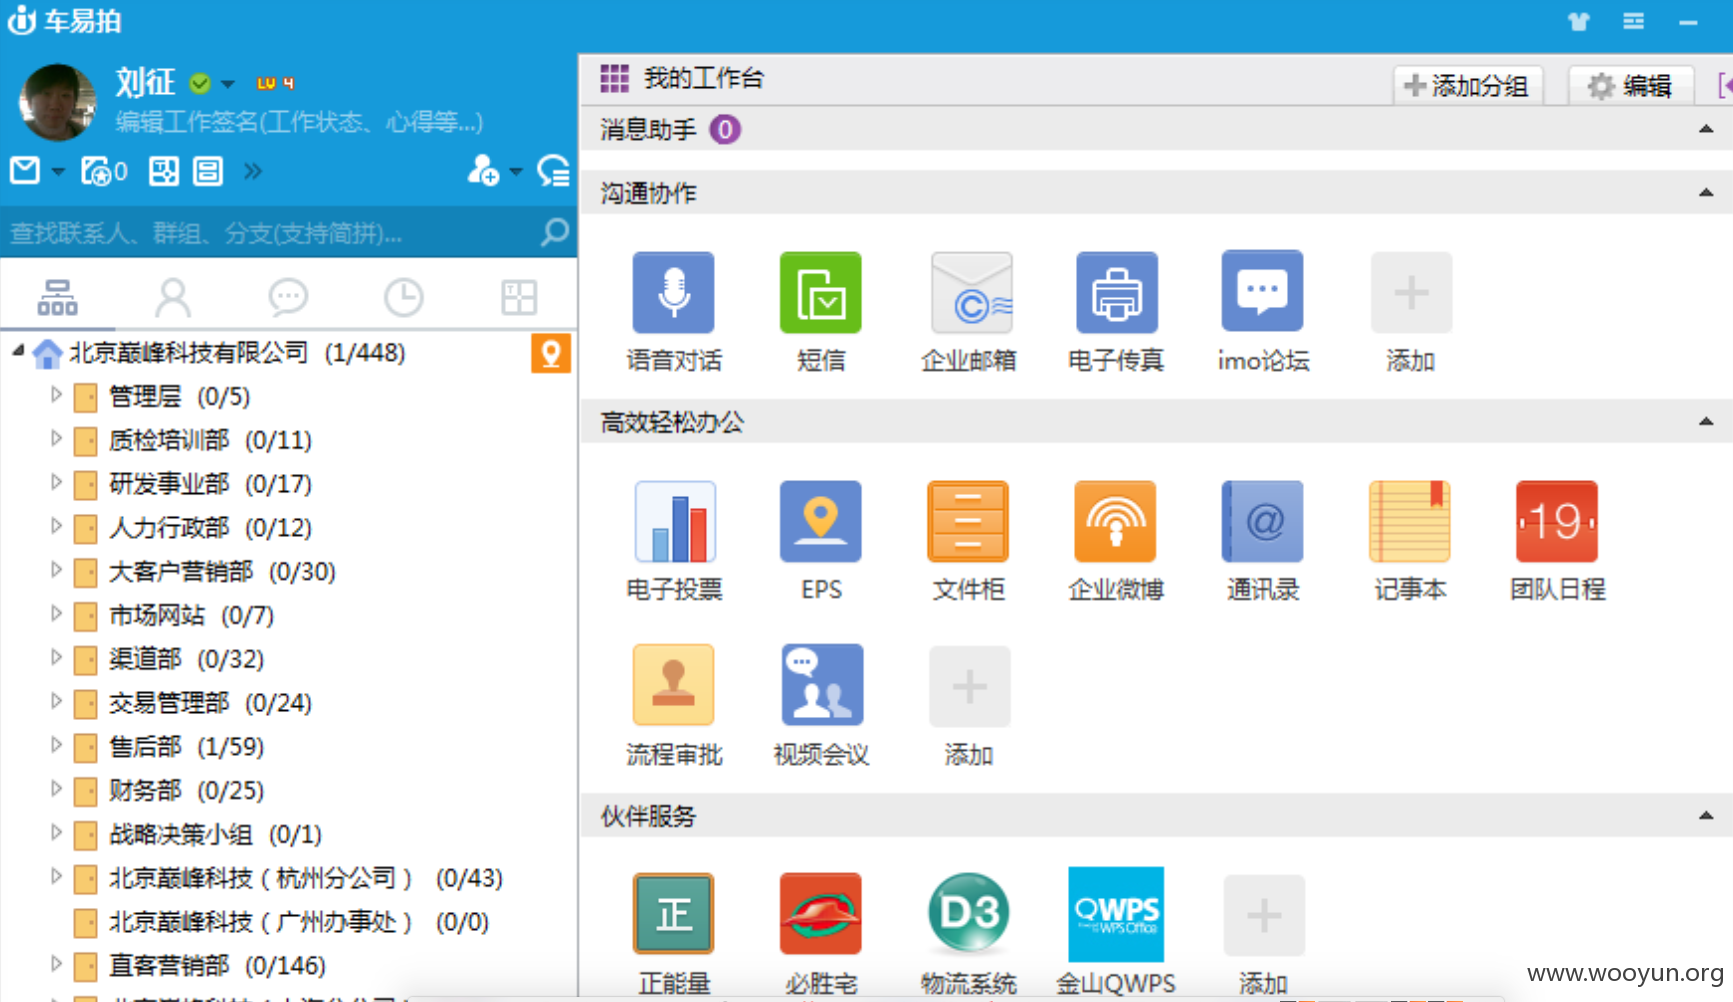 车易拍
刘征 LV 4
编辑工作签名(工作状态、心得等...)
0
查找联系人、群组、分支(支持简拼)...
北京巅峰科技有限公司 (1/448)
管理层 (0/5)
质检培训部 (0/11)
研发事业部 (0/17)
人力行政部 (0/12)
大客户营销部 (0/30)
市场网站 (0/7)
渠道部 (0/32)
交易管理部 (0/24)
售后部 (1/59)
财务部 (0/25)
战略决策小组 (0/1)
北京巅峰科技（杭州分公司） (0/43)
北京巅峰科技（广州办事处） (0/0)
直客营销部 (0/146)
我的工作台
添加分组
编辑
消息助手 0
沟通协作
语音对话 短信 企业邮箱 电子传真 imo论坛 添加
高效轻松办公
@ 19
电子投票 EPS 文件柜 企业微博 通讯录 记事本 团队日程
流程审批 视频会议 添加
伙伴服务
正 D3 QWPS
WPS Office
正能量 必胜宅 物流系统 金山QWPS 添加
www.wooyun.org